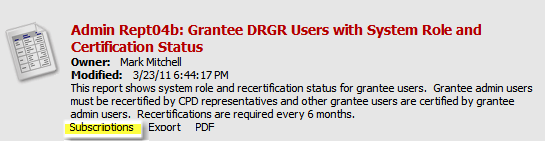 Admin Rept04b: Grantee DRGR Users with System Role and
Certification Status
Owner: Mark Mitchell
Modified: 3/23/11 6:44:17 PM
This report shows system role and recertification status for grantee users. Grantee admin users
must be recertified by CPD representatives and other grantee users are certified by grantee
admin users. Recertifications are required every 6 months.
Subscriptions Export PDF